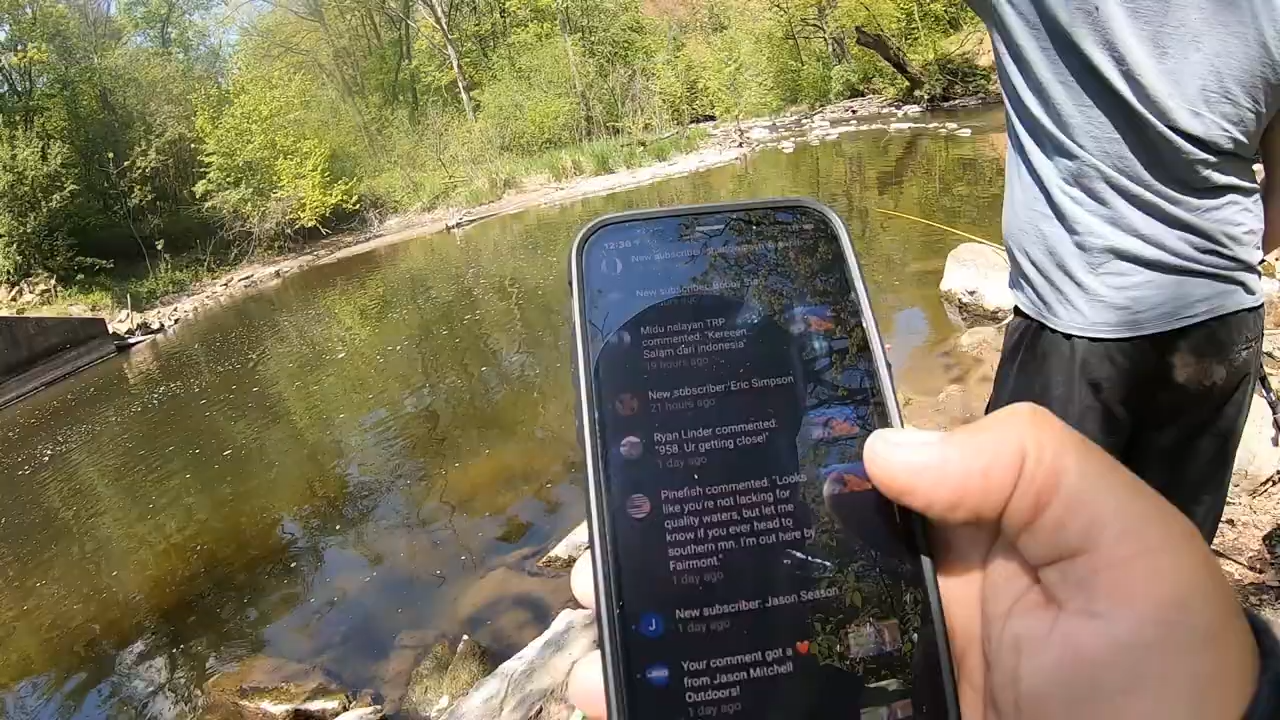 12:36
New subscriber:
New subscriber: Bobby
Midu nelayan TRP
commented: "Kereeen
Salam dari indonesia"
19 hours ago
New subscriber: Eric Simpson
21 hours ago
Ryan Linder commented:
"958. Ur getting close!"
1 day ago
Pinefish commented: "Looks
like you're not lacking for
quality waters, but let me
know if you ever head to
southern mn. I'm out here by
Fairmont."
1 day ago
J
New subscriber: Jason Season
1 day ago
Your comment got a ❤️
from Jason Mitchell
Outdoors!
1 day ago